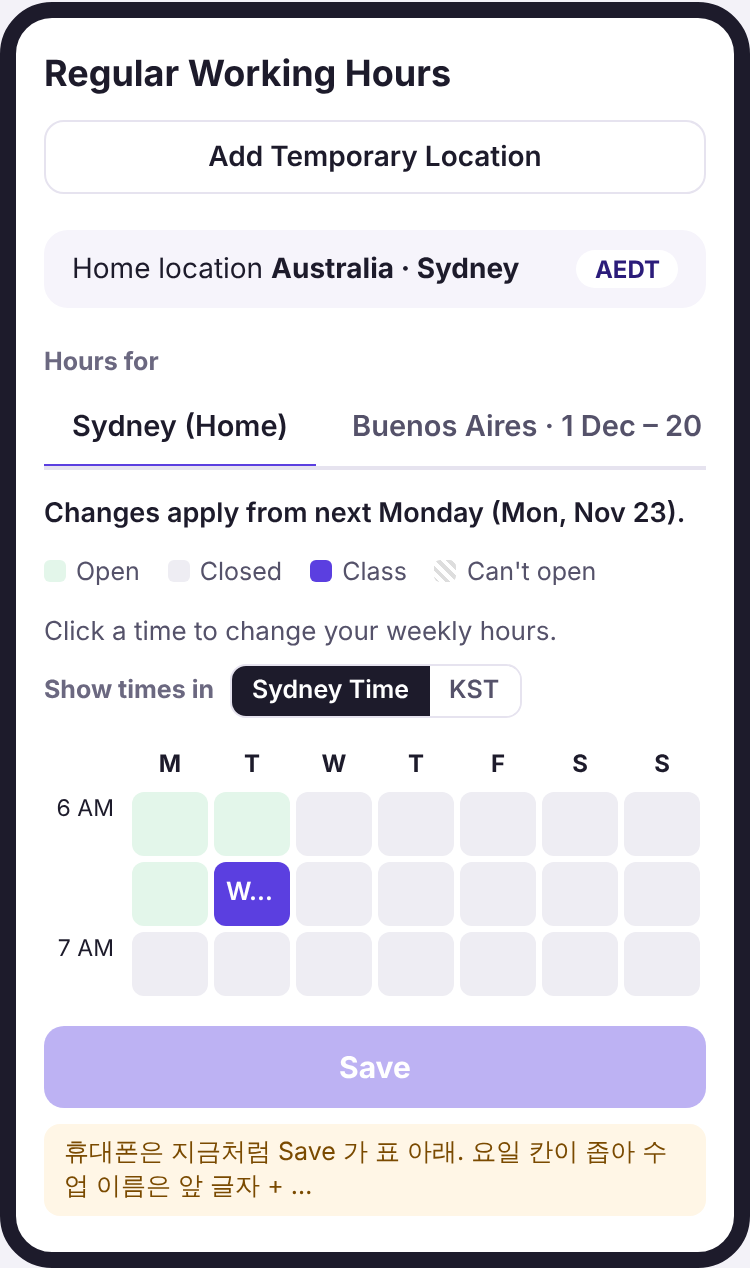 Regular Working Hours
Add Temporary Location
Home location Australia · Sydney AEDT
Hours for
Sydney (Home) Buenos Aires · 1 Dec – 20
Changes apply from next Monday (Mon, Nov 23).
Open Closed Class Can't open
Click a time to change your weekly hours.
Show times in Sydney Time KST
M T W T F S S
6 AM
W...
7 AM
Save
휴대폰은 지금처럼 Save 가 표 아래. 요일 칸이 좁아 수
업 이름은 앞 글자 + ...